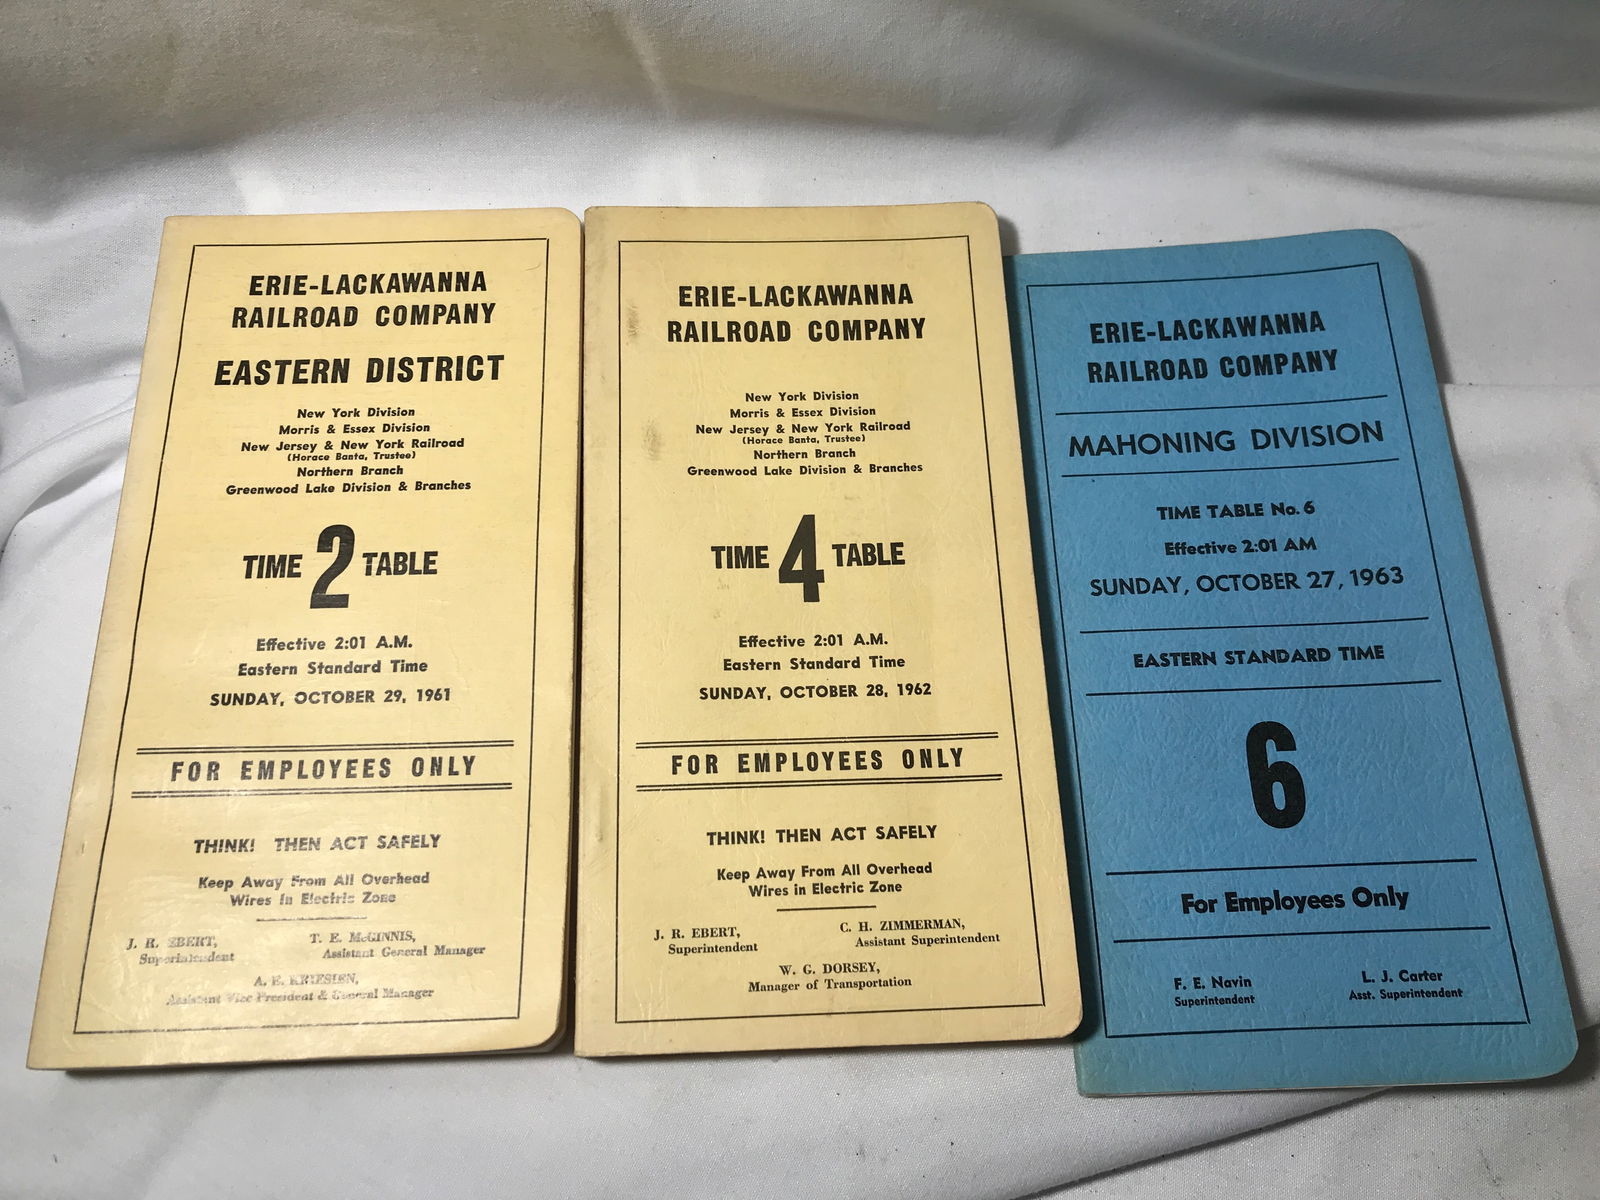 ERIE-LACKAWANNA
RAILROAD COMPANY
EASTERN DISTRICT
New York Division
Morris & Essex Division
New Jersey & New York Railroad
(Horace Banta, Trustee)
Northern Branch
Greenwood Lake Division & Branches
TIME 2 TABLE
Effective 2:01 A.M.
Eastern Standard Time
SUNDAY, OCTOBER 29, 1961
FOR EMPLOYEES ONLY
THINK! THEN ACT SAFELY
Keep Away From All Overhead
Wires in Electric Zone
J. R. EBERT,
Superintendent
T. E. McGINNIS,
Assistant General Manager
A. E. KRIESIEN,
Assistant Vice President & General Manager
ERIE-LACKAWANNA
RAILROAD COMPANY
New York Division
Morris & Essex Division
New Jersey & New York Railroad
(Horace Banta, Trustee)
Northern Branch
Greenwood Lake Division & Branches
TIME 4 TABLE
Effective 2:01 A.M.
Eastern Standard Time
SUNDAY, OCTOBER 28, 1962
FOR EMPLOYEES ONLY
THINK! THEN ACT SAFELY
Keep Away From All Overhead
Wires in Electric Zone
J. R. EBERT,
Superintendent
C. H. ZIMMERMAN,
Assistant Superintendent
W. G. DORSEY,
Manager of Transportation
ERIE-LACKAWANNA
RAILROAD COMPANY
MAHONING DIVISION
TIME TABLE No. 6
Effective 2:01 AM
SUNDAY, OCTOBER 27, 1963
EASTERN STANDARD TIME
6
For Employees Only
F. E. Navin
Superintendent
L. J. Carter
Asst. Superintendent